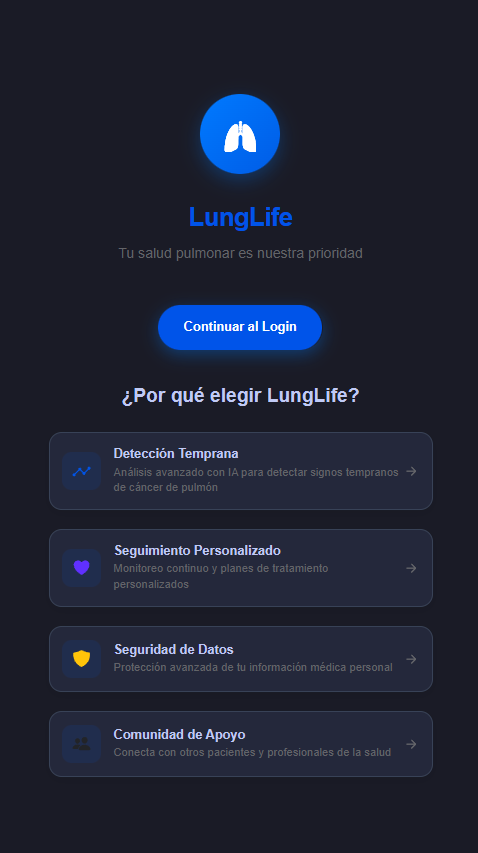 LungLife
Tu salud pulmonar es nuestra prioridad
Continuar al Login
¿Por qué elegir LungLife?
Detección Temprana
Análisis avanzado con IA para detectar signos tempranos
de cáncer de pulmón
Seguimiento Personalizado
Monitoreo continuo y planes de tratamiento
personalizados
Seguridad de Datos
Protección avanzada de tu información médica personal
Comunidad de Apoyo
Conecta con otros pacientes y profesionales de la salud